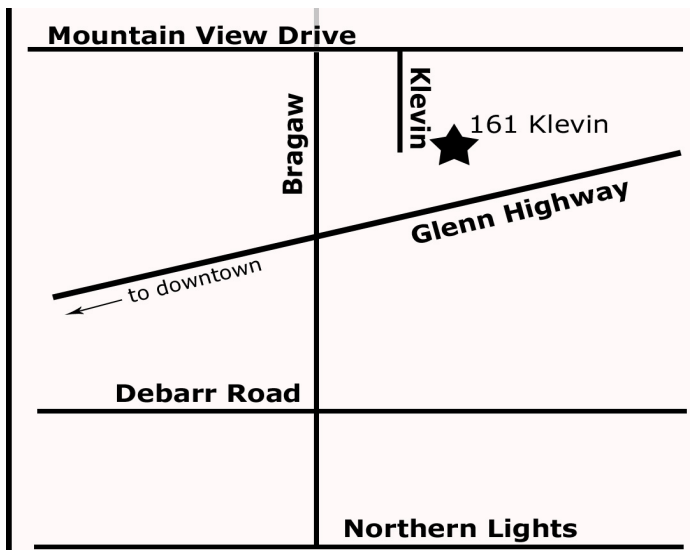 Mountain View Drive
Klevin
Bragaw
161 Klevin
Glenn Highway
to downtown
Debarr Road
Northern Lights